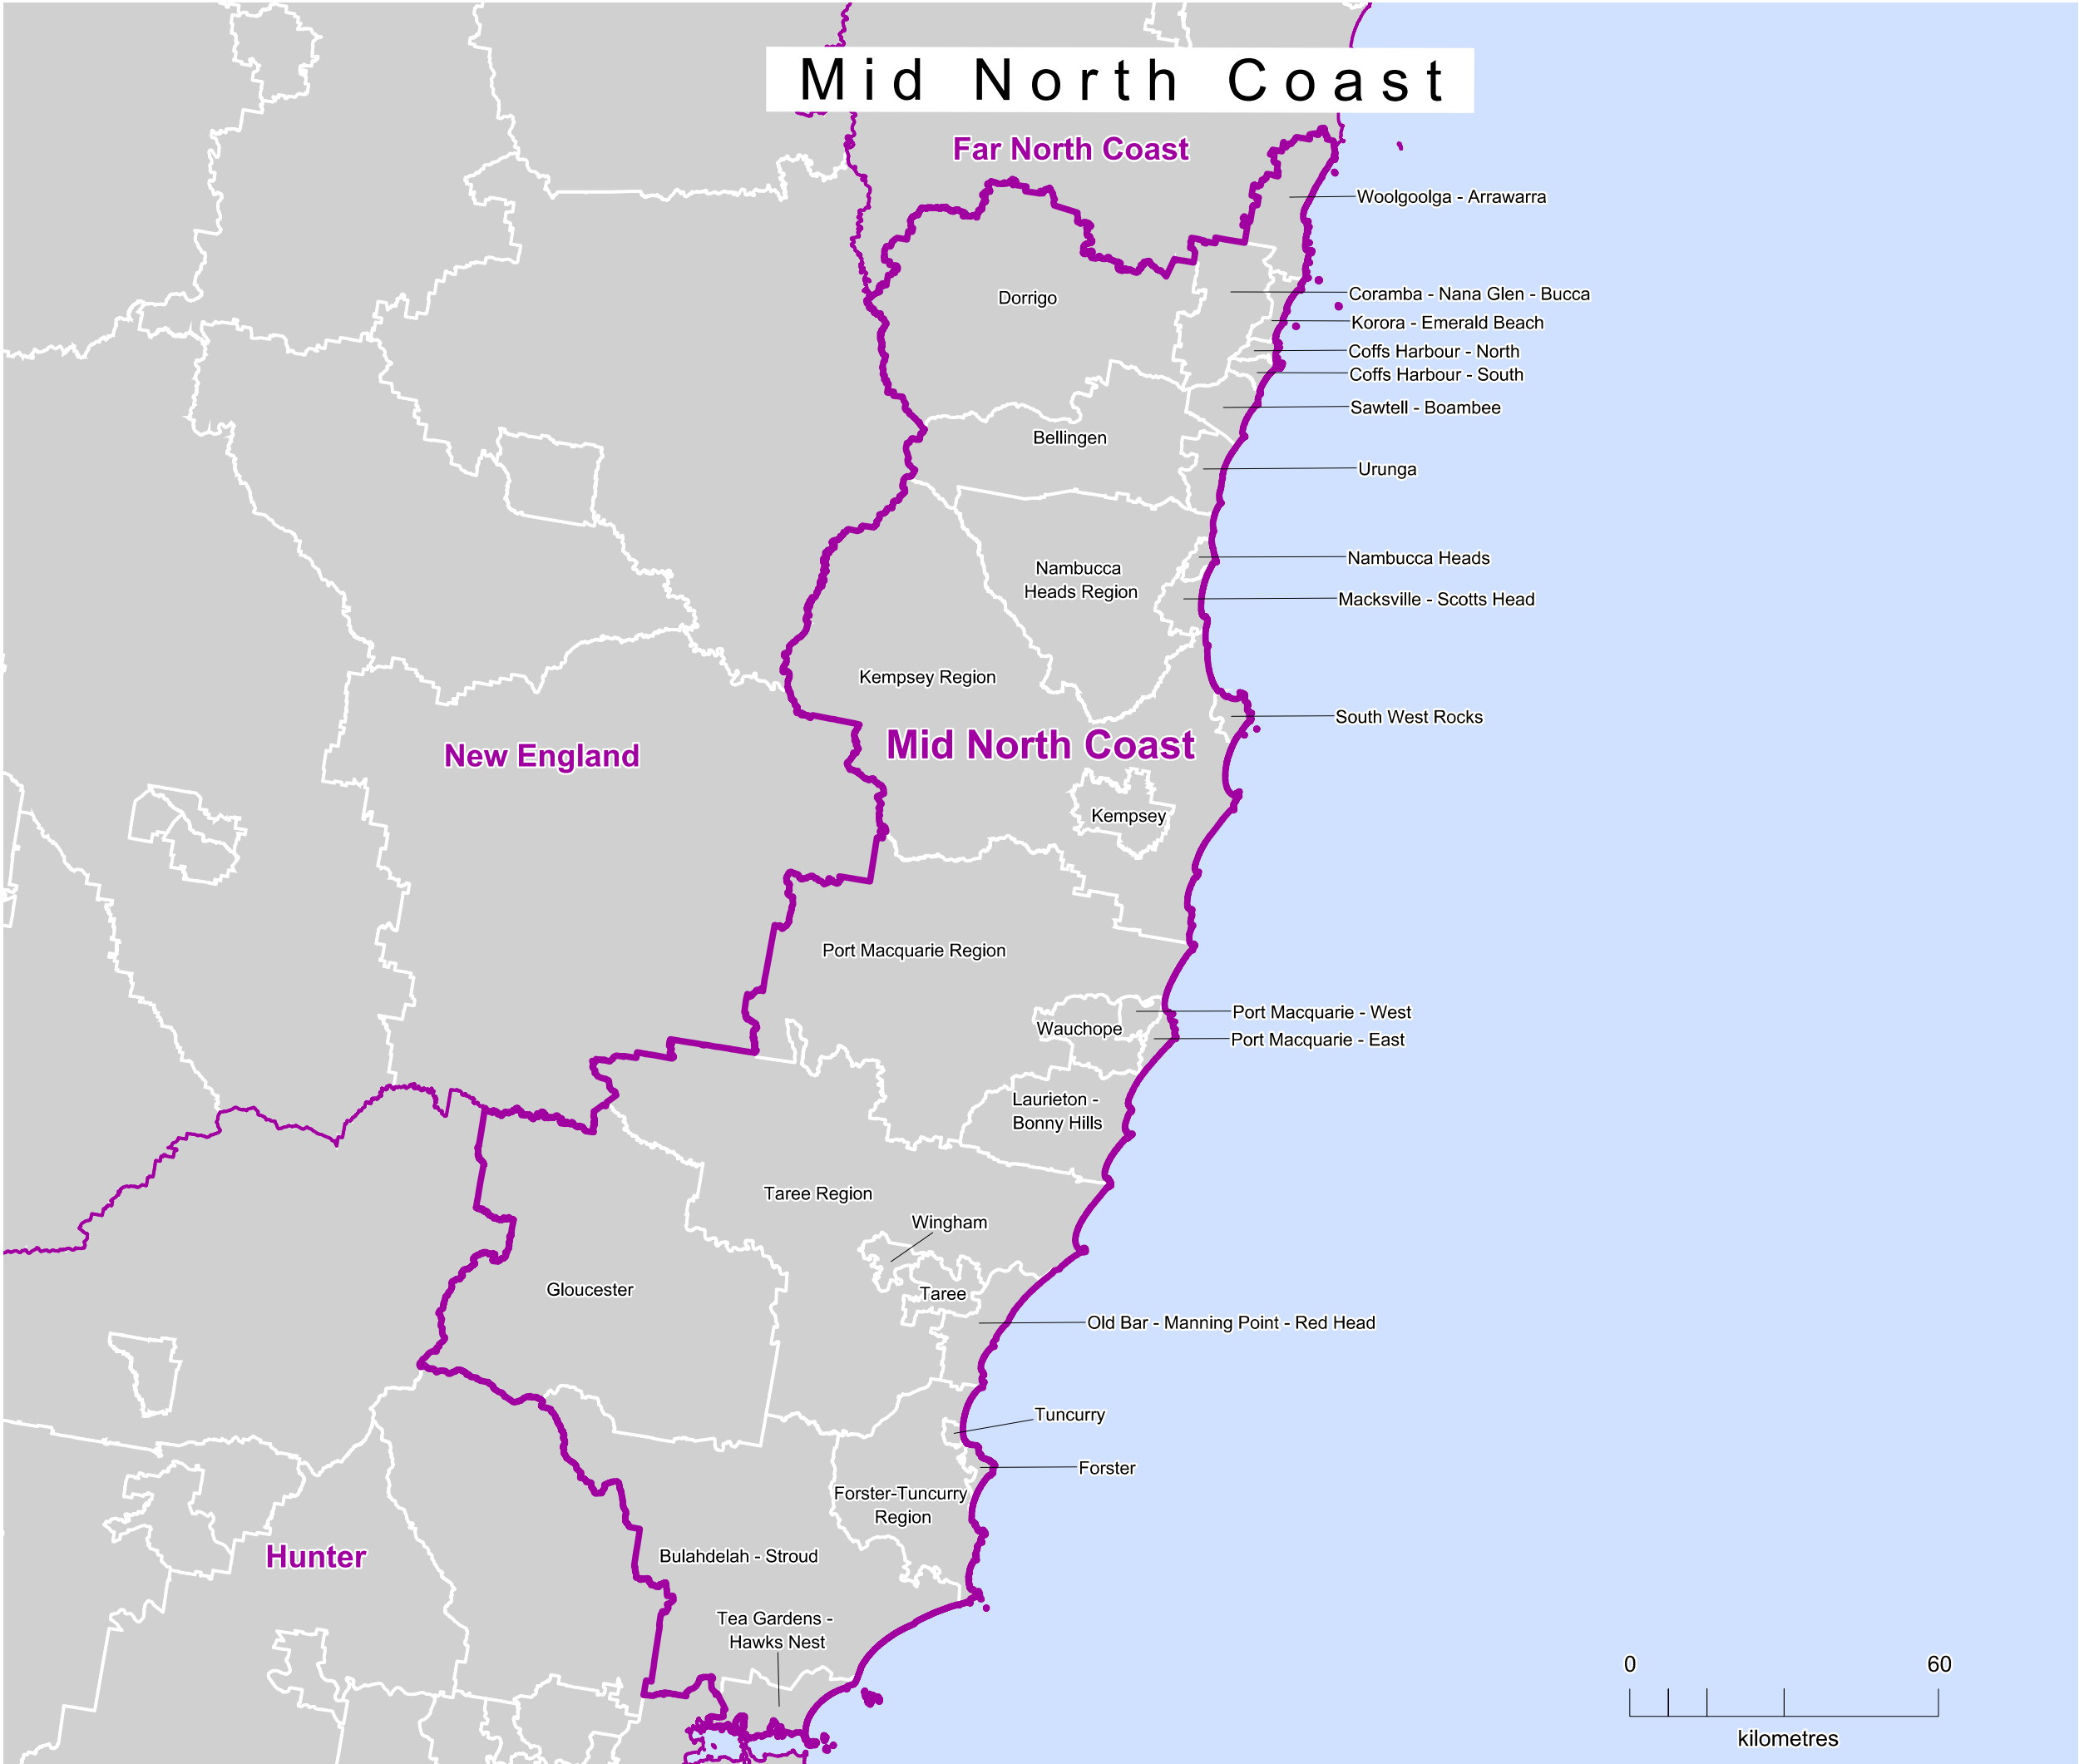 Mid North Coast
Far North Coast
Woolgoolga - Arrawarra
Dorrigo
Coramba - Nana Glen - Bucca
Korora - Emerald Beach
Coffs Harbour - North
Coffs Harbour - South
Sawtell - Boambee
Bellingen
Urunga
Nambucca Heads
Nambucca
Heads Region
Macksville - Scotts Head
Kempsey Region
South West Rocks
Mid North Coast
New England
Kempsey
Port Macquarie Region
Port Macquarie - West
Wauchope
Port Macquarie - East
Laurieton -
Bonny Hills
Taree Region
Wingham
Gloucester
Taree
Old Bar - Manning Point - Red Head
Tuncurry
Forster
Forster-Tuncurry
Region
Hunter
Bulahdelah - Stroud
Tea Gardens -
Hawks Nest
0 60
kilometres